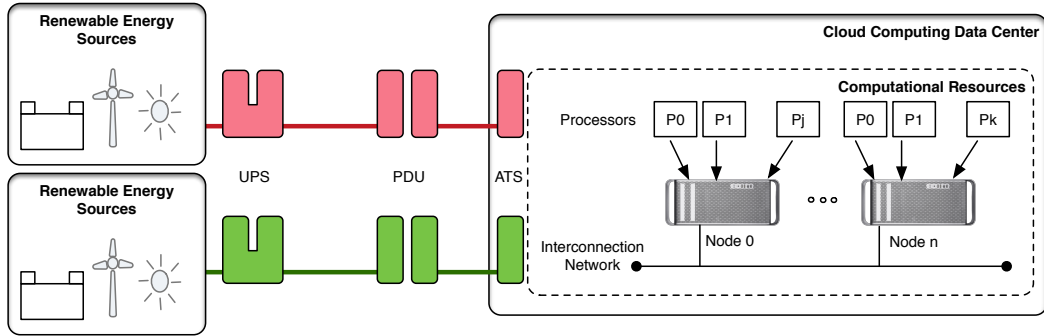 Renewable Energy
Sources
Cloud Computing Data Center
Computational Resources
Processors
P0
P1
Pj
P0
P1
Pk
Renewable Energy
Sources
UPS
PDU
ATS
Node 0
Node n
Interconnection
Network